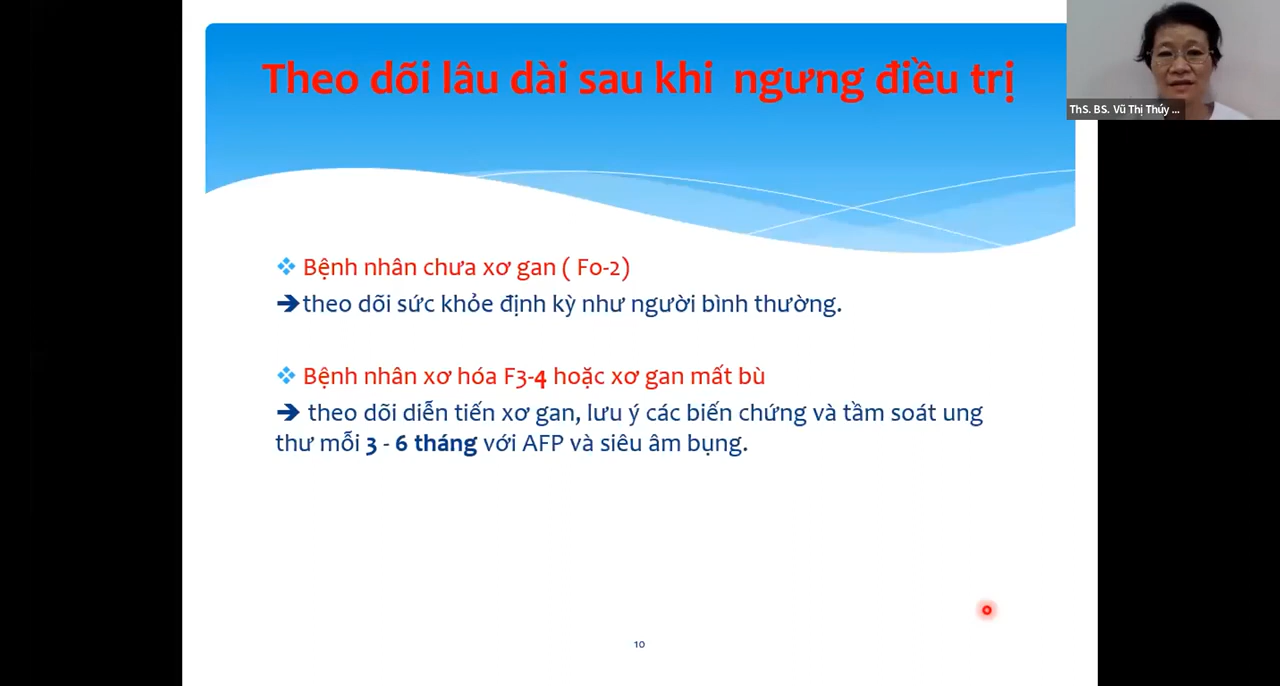 Theo dõi lâu dài sau khi ngưng điều trị
ThS. BS. Vũ Thị Thúy ...
Bệnh nhân chưa xơ gan ( F0-2)
➔theo dõi sức khỏe định kỳ như người bình thường.
Bệnh nhân xơ hóa F3-4 hoặc xơ gan mất bù
➔ theo dõi diễn tiến xơ gan, lưu ý các biến chứng và tầm soát ung
thư mỗi 3 - 6 tháng với AFP và siêu âm bụng.
10